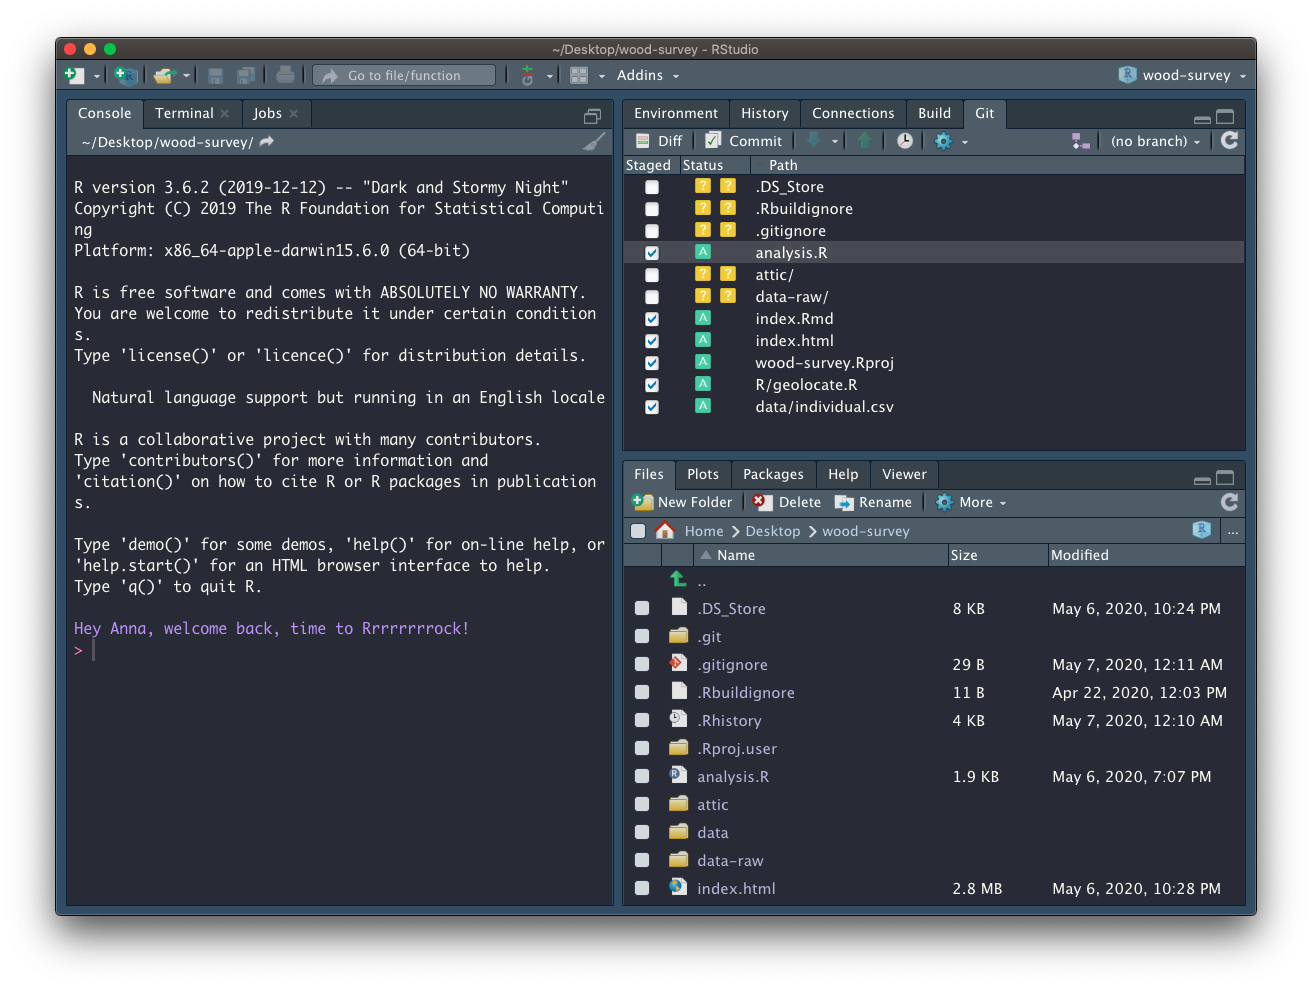 ~/Desktop/wood-survey - RStudio
Go to file/function
Addins
wood-survey
Console Terminal Jobs
~/Desktop/wood-survey/
R version 3.6.2 (2019-12-12) -- "Dark and Stormy Night"
Copyright (C) 2019 The R Foundation for Statistical Computi
ng
Platform: x86_64-apple-darwin15.6.0 (64-bit)
R is free software and comes with ABSOLUTELY NO WARRANTY.
You are welcome to redistribute it under certain condition
s.
Type 'license()' or 'licence()' for distribution details.
Natural language support but running in an English locale
R is a collaborative project with many contributors.
Type 'contributors()' for more information and
'citation()' on how to cite R or R packages in publication
s.
Type 'demo()' for some demos, 'help()' for on-line help, or
'help.start()' for an HTML browser interface to help.
Type 'q()' to quit R.
Hey Anna, welcome back, time to Rrrrrrrrock!
>
Environment History Connections Build Git
Diff Commit (no branch)
Staged Status Path
? ? .DS_Store
? ? .Rbuildignore
? ? .gitignore
A analysis.R
? ? attic/
? ? data-raw/
A index.Rmd
A index.html
A wood-survey.Rproj
A R/geolocate.R
A data/individual.csv
Files Plots Packages Help Viewer
New Folder Delete Rename More
Home Desktop wood-survey ...
Name Size Modified
..
.DS_Store 8 KB May 6, 2020, 10:24 PM
.git
.gitignore 29 B May 7, 2020, 12:11 AM
.Rbuildignore 11 B Apr 22, 2020, 12:03 PM
.Rhistory 4 KB May 7, 2020, 12:10 AM
.Rproj.user
analysis.R 1.9 KB May 6, 2020, 7:07 PM
attic
data
data-raw
index.html 2.8 MB May 6, 2020, 10:28 PM